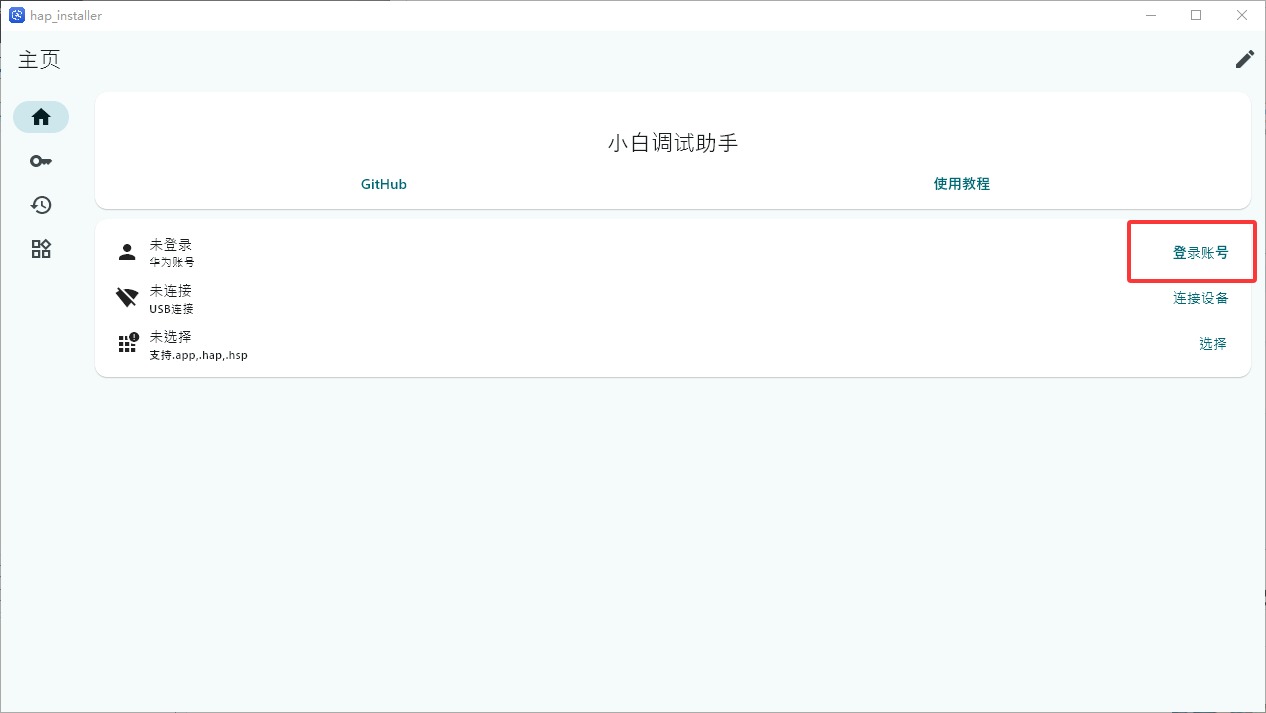 hap_installer
主页
小白调试助手
GitHub
使用教程
未登录
华为账号
登录账号
未连接
USB连接
连接设备
未选择
支持.app,.hap,.hsp
选择